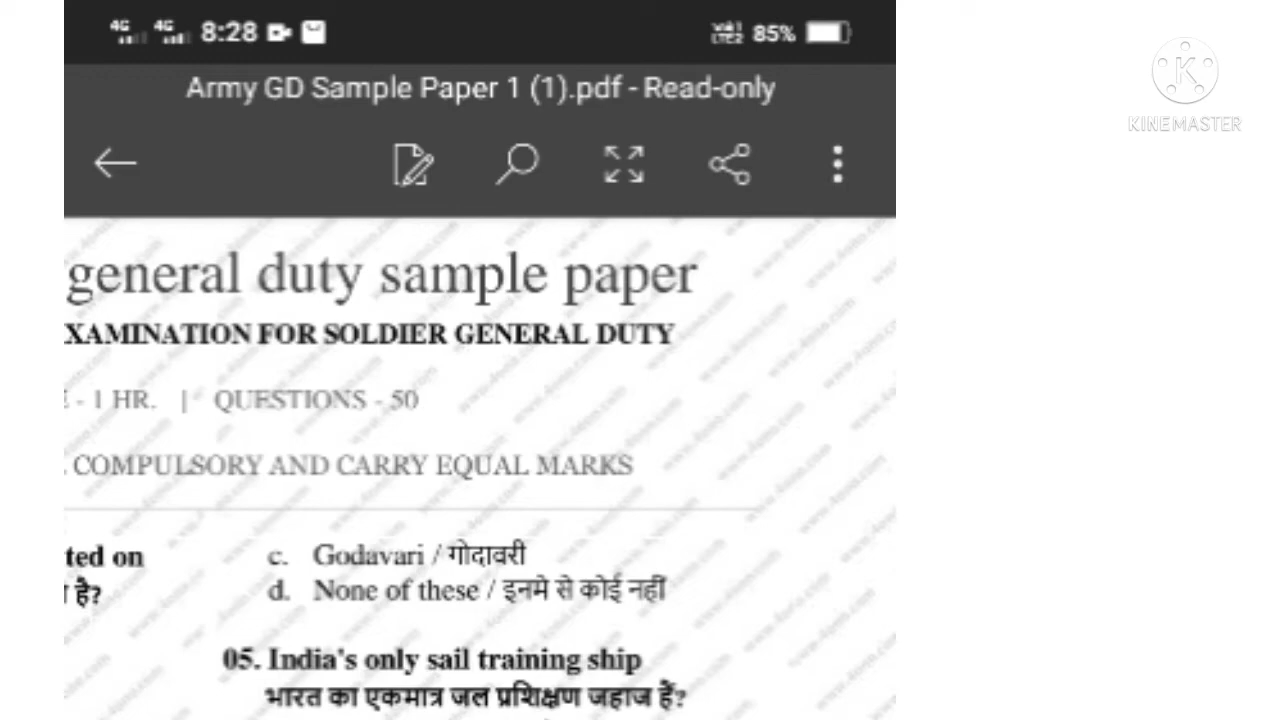 4G 4G 8:28 85%
Army GD Sample Paper 1 (1).pdf - Read-only
KINEMASTER
general duty sample paper
XAMINATION FOR SOLDIER GENERAL DUTY
- 1 HR. | QUESTIONS - 50
COMPULSORY AND CARRY EQUAL MARKS
ted on
है?
c. Godavari / गोदावरी
d. None of these / इनमे से कोई नहीं
05. India's only sail training ship
भारत का एकमात्र जल प्रशिक्षण जहाज हैं?